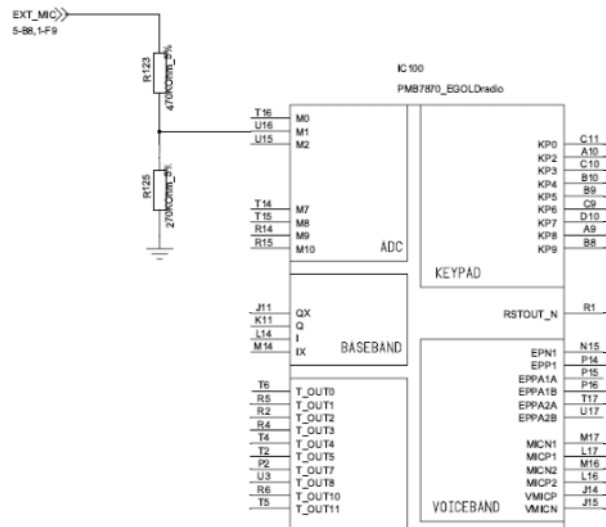 EXT_MIC
5-B8,1-F9
R123
470KOhm_5%
R125
270KOhm_5%
IC100
PMB7870_EGOLDradio
T16 M0
U16 M1
U15 M2
T14 M7
T15 M8
R14 M9
R15 M10
ADC
KP0 C11
KP2 A10
KP3 C10
KP4 B10
KP5 B9
KP6 C9
KP7 D10
KP8 A9
KP9 B8
KEYPAD
J11 QX
K11 Q
L14 I
M14 IX
BASEBAND
RSTOUT_N R1
T6 T_OUT0
R5 T_OUT1
R2 T_OUT2
R4 T_OUT3
T4 T_OUT4
T2 T_OUT5
P2 T_OUT7
U3 T_OUT8
R6 T_OUT10
T5 T_OUT11
EPN1 N15
EPP1 P14
EPPA1A P15
EPPA1B P16
EPPA2A T17
EPPA2B U17
MICN1 M17
MICP1 L17
MICN2 M16
MICP2 L16
VMICP J14
VMICN J15
VOICEBAND